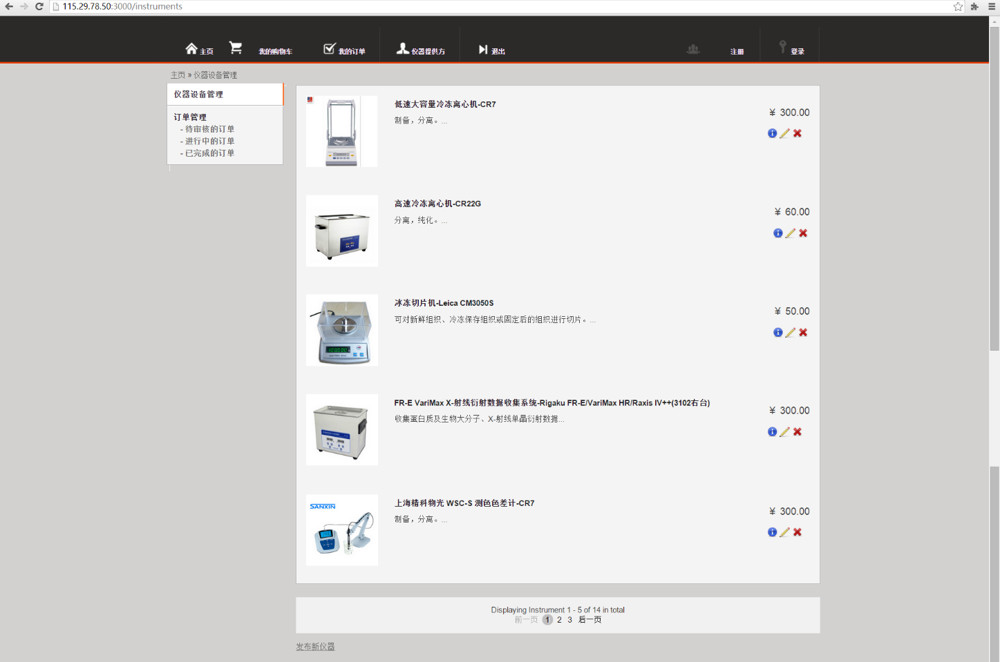 115.29.78.50:3000/instruments
主页 我的购物车 我的订单 仪器提供方 退出 注册 登录
主页 » 仪器设备管理
仪器设备管理
订单管理
- 待审核的订单
- 进行中的订单
- 已完成的订单
低速大容量冷冻离心机-CR7
制备，分离。...
¥ 300.00
高速冷冻离心机-CR22G
分离，纯化。...
¥ 60.00
冰冻切片机-Leica CM3050S
可对新鲜组织、冷冻保存组织或固定后的组织进行切片。...
¥ 50.00
FR-E VariMax X-射线衍射数据收集系统-Rigaku FR-E/VariMax HR/Raxis IV++(3102右台)
收集蛋白质及生物大分子、X-射线单晶衍射数据...
¥ 300.00
SANXIN
上海精科物光 WSC-S 测色色差计-CR7
制备，分离。...
¥ 300.00
Displaying Instrument 1 - 5 of 14 in total
前一页 1 2 3 后一页
发布新仪器